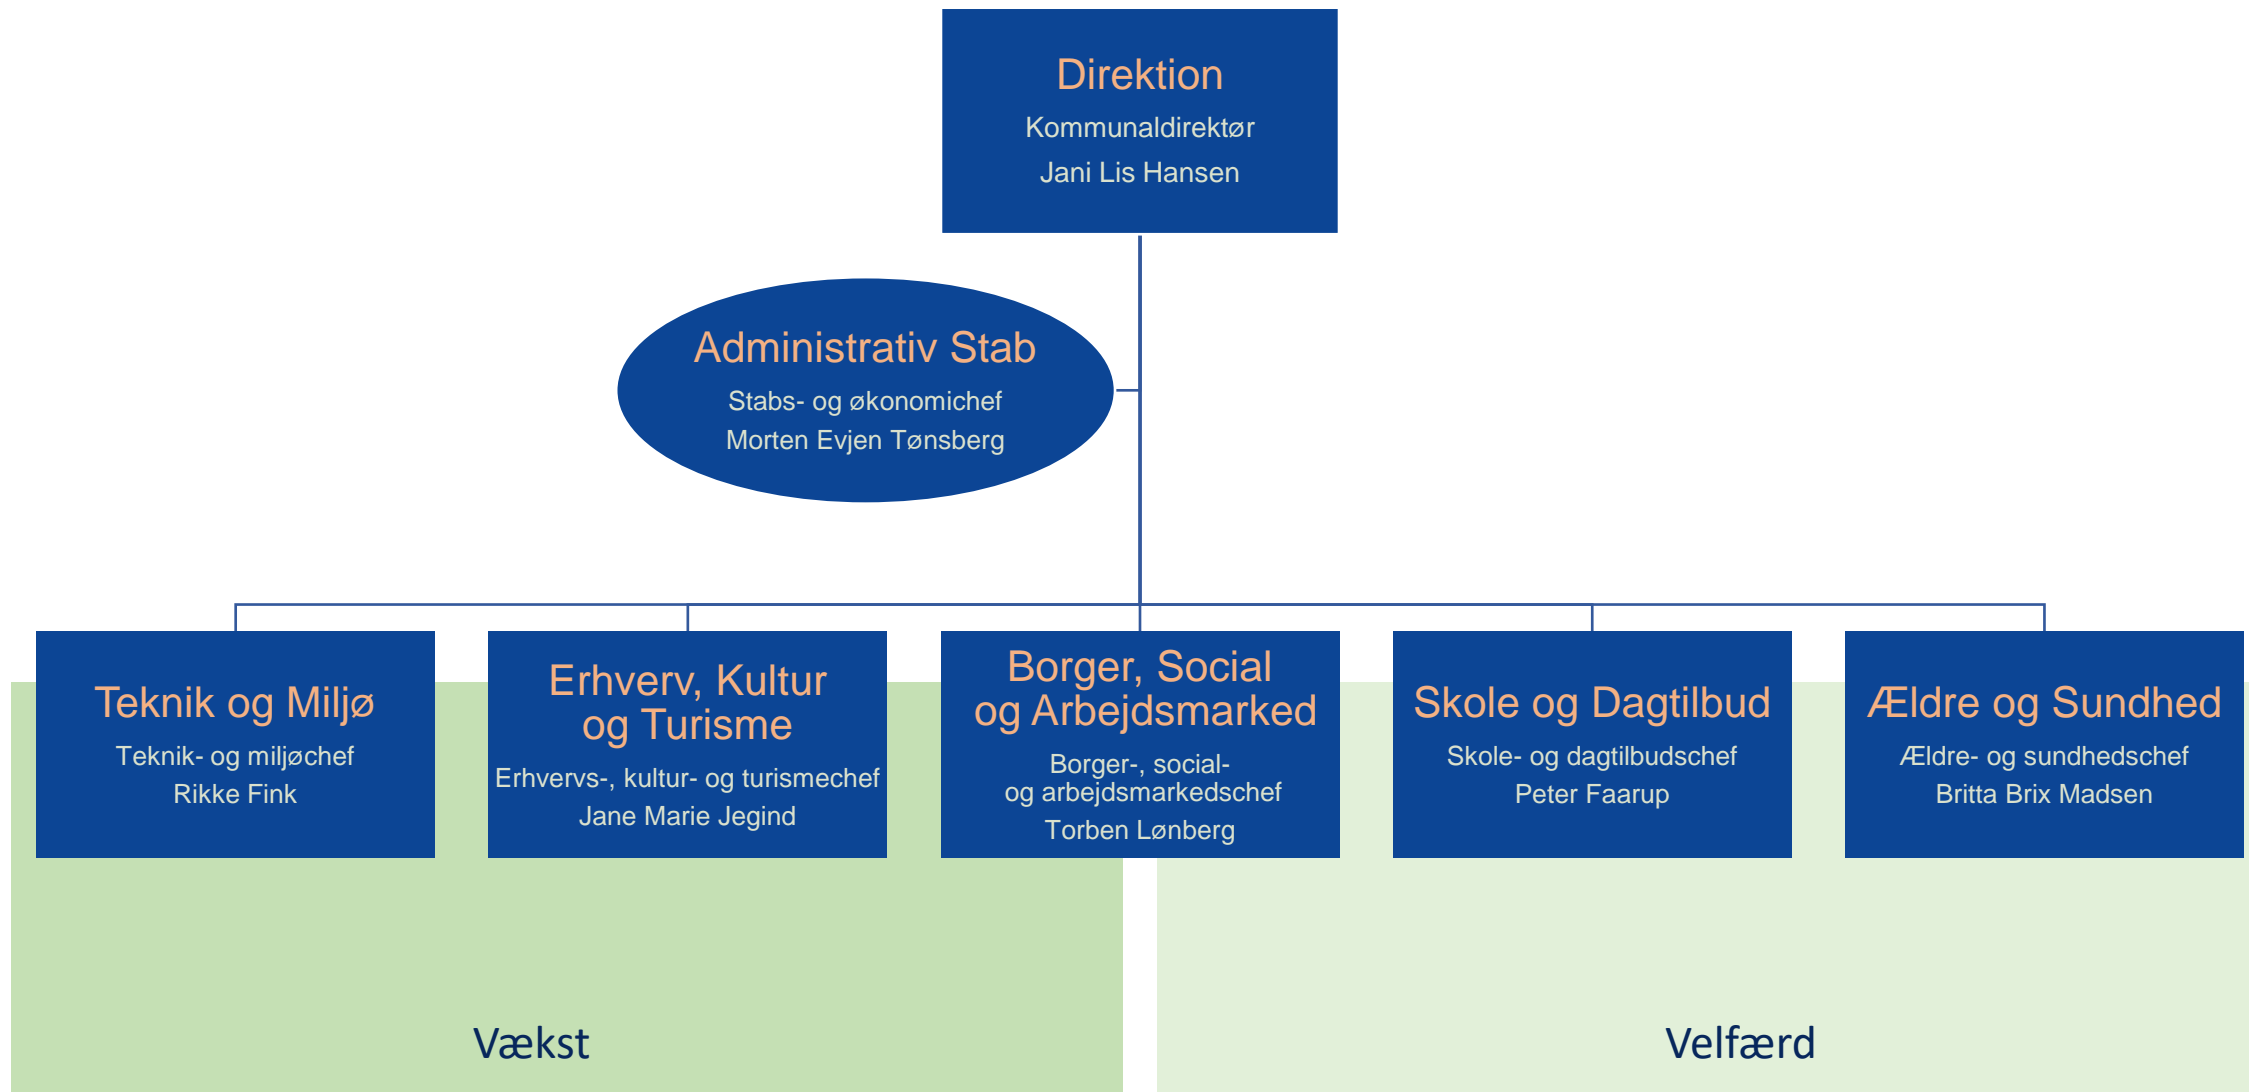 Direktion
Kommunaldirektør
Jani Lis Hansen
Administrativ Stab
Stabs- og økonomichef
Morten Evjen Tønsberg
Teknik og Miljø
Teknik- og miljøchef
Rikke Fink
Erhverv, Kultur
og Turisme
Erhvervs-, kultur- og turismechef
Jane Marie Jegind
Borger, Social
og Arbejdsmarked
Borger-, social-
og arbejdsmarkedschef
Torben Lønberg
Skole og Dagtilbud
Skole- og dagtilbudschef
Peter Faarup
Ældre og Sundhed
Ældre- og sundhedschef
Britta Brix Madsen
Vækst
Velfærd